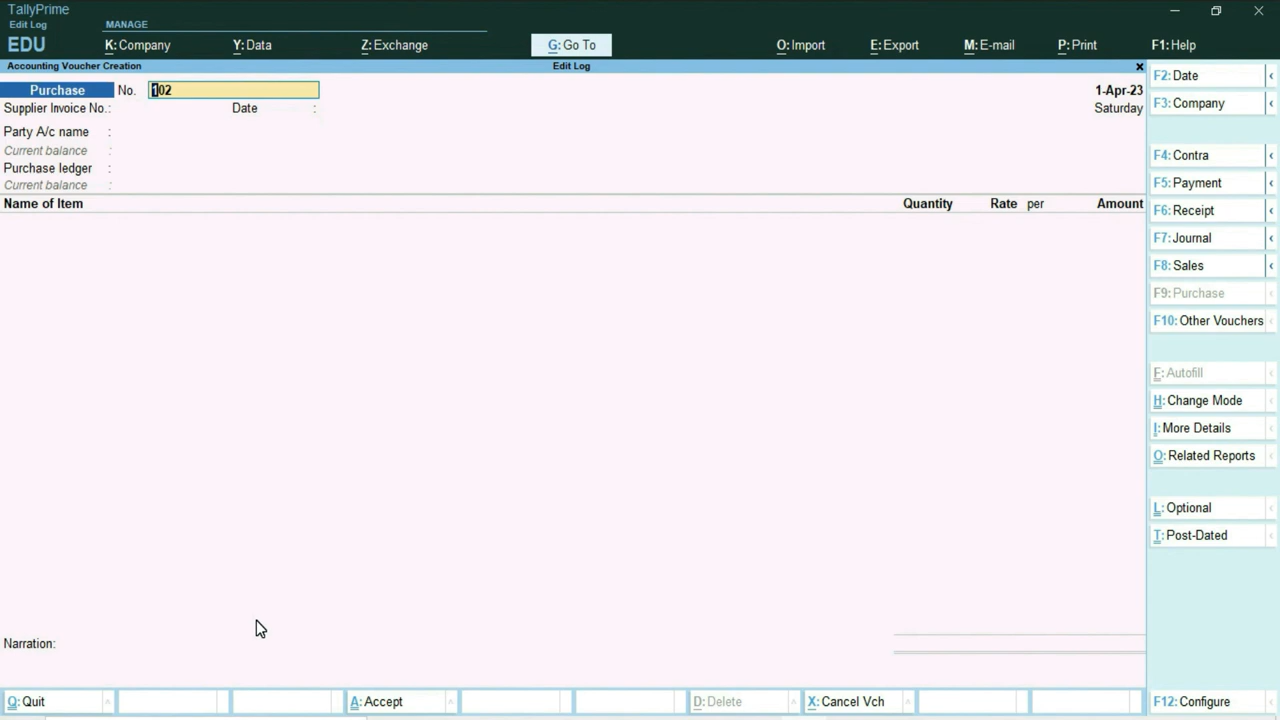 TallyPrime
Edit Log
MANAGE
EDU
K: Company
Y: Data
Z: Exchange
G: Go To
O: Import
E: Export
M: E-mail
P: Print
F1: Help
Accounting Voucher Creation
Edit Log
Purchase No. 102
1-Apr-23
Supplier Invoice No.: Date :
Saturday
Party A/c name :
Current balance :
Purchase ledger :
Current balance :
Name of Item Quantity Rate per Amount
Narration:
F2: Date
F3: Company
F4: Contra
F5: Payment
F6: Receipt
F7: Journal
F8: Sales
F9: Purchase
F10: Other Vouchers
F: Autofill
H: Change Mode
I: More Details
O: Related Reports
L: Optional
T: Post-Dated
Q: Quit
A: Accept
D: Delete
X: Cancel Vch
F12: Configure